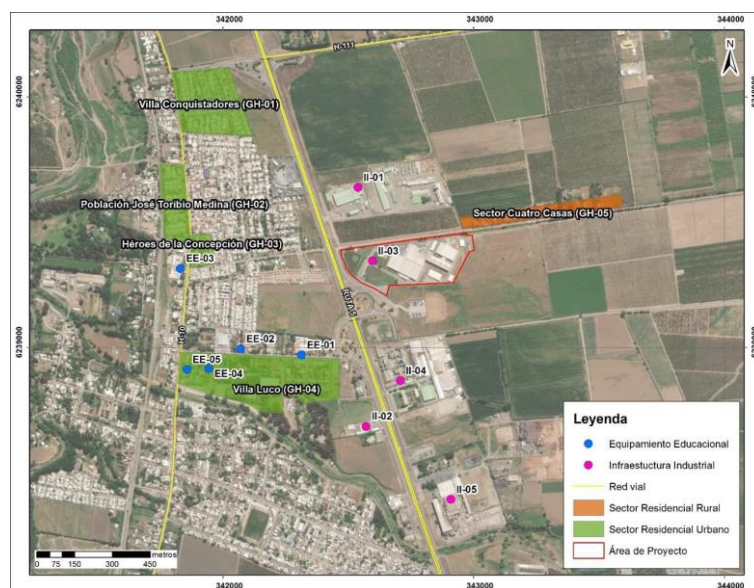 342000
343000
344000
6240000
6240000
H-111
N
Villa Conquistadores (GH-01)
II-01
Población José Toribio Medina (GH-02)
Sector Cuatro Casas (GH-05)
Héroes de la Concepción (GH-03)
EE-03
II-03
RUTA 5
H-10
6239000
6239000
EE-02
EE-01
EE-05
EE-04
Villa Luco (GH-04)
II-04
II-02
II-05
Leyenda
Equipamiento Educacional
Infraestuctura Industrial
Red vial
Sector Residencial Rural
Sector Residencial Urbano
Área de Proyecto
metros
0 75 150 300 450
342000
343000
344000